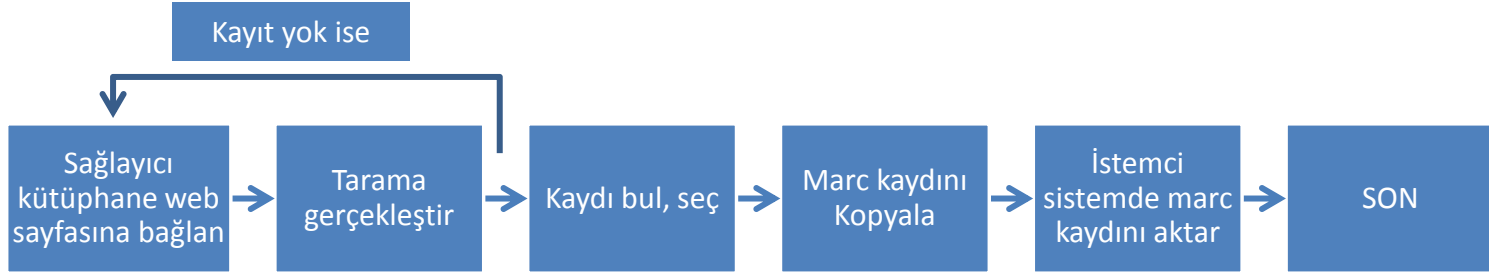 Kayıt yok ise
Sağlayıcı
kütüphane web
sayfasına bağlan
Tarama
gerçekleştir
Kaydı bul, seç
Marc kaydını
Kopyala
İstemci
sistemde marc
kaydını aktar
SON